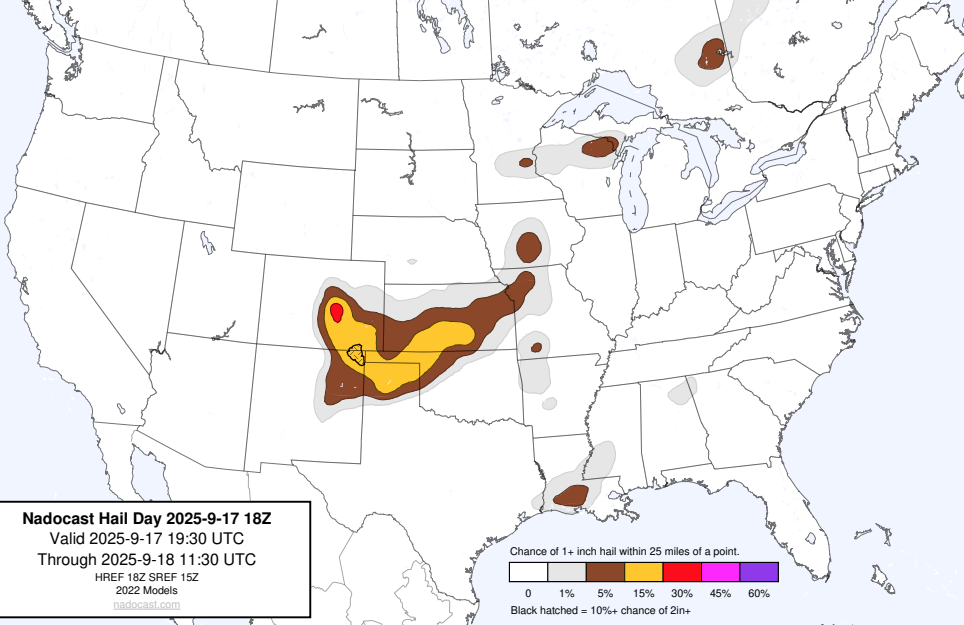 Nadocast Hail Day 2025-9-17 18Z
Valid 2025-9-17 19:30 UTC
Through 2025-9-18 11:30 UTC
HREF 18Z SREF 15Z
2022 Models
nadocast.com
Chance of 1+ inch hail within 25 miles of a point.
0 1% 5% 15% 30% 45% 60%
Black hatched = 10%+ chance of 2in+